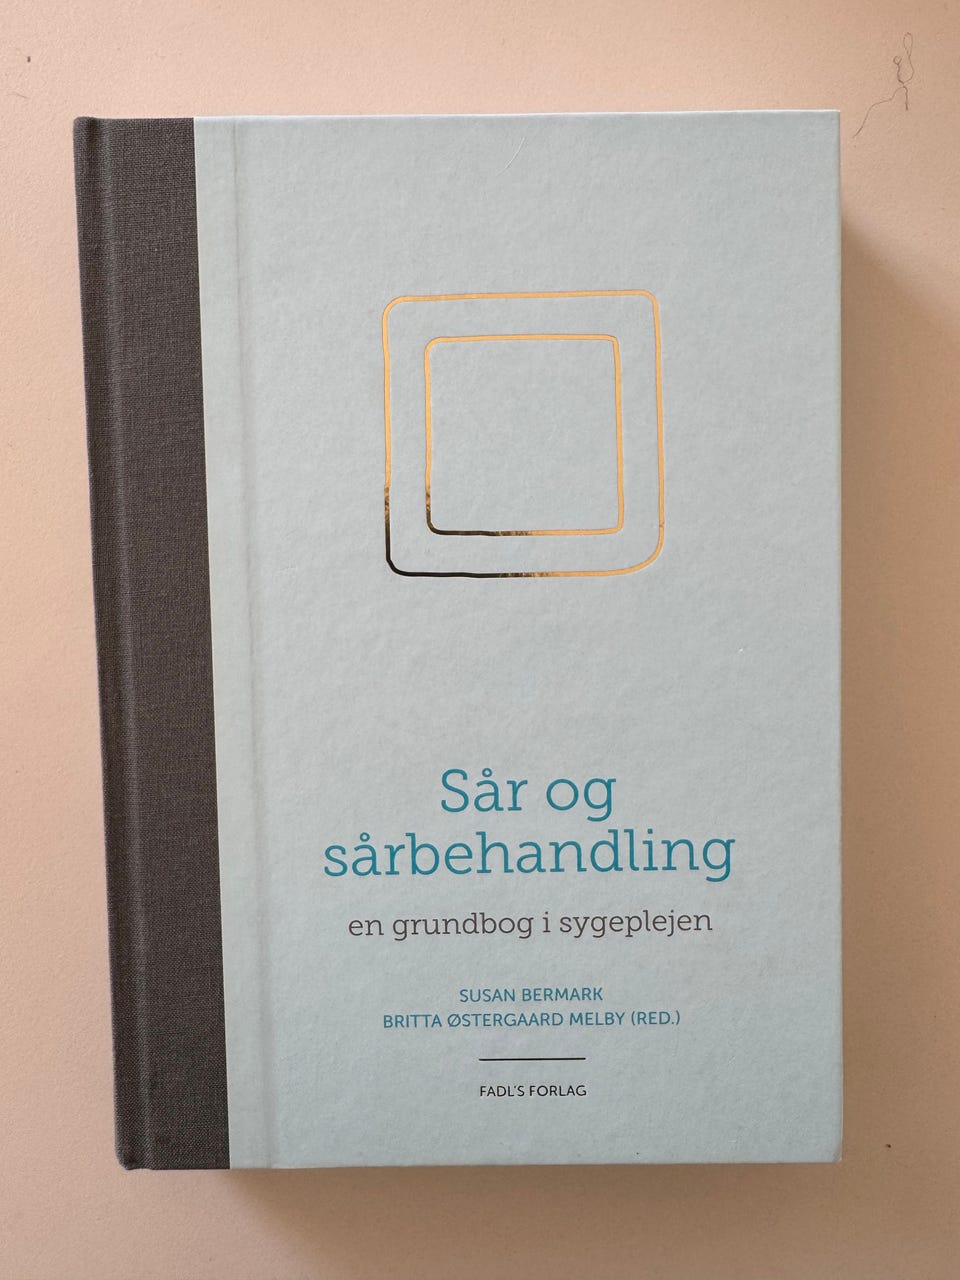 Sår og
sårbehandling
en grundbog i sygeplejen
SUSAN BERMARK
BRITTA ØSTERGAARD MELBY (RED.)
FADL'S FORLAG